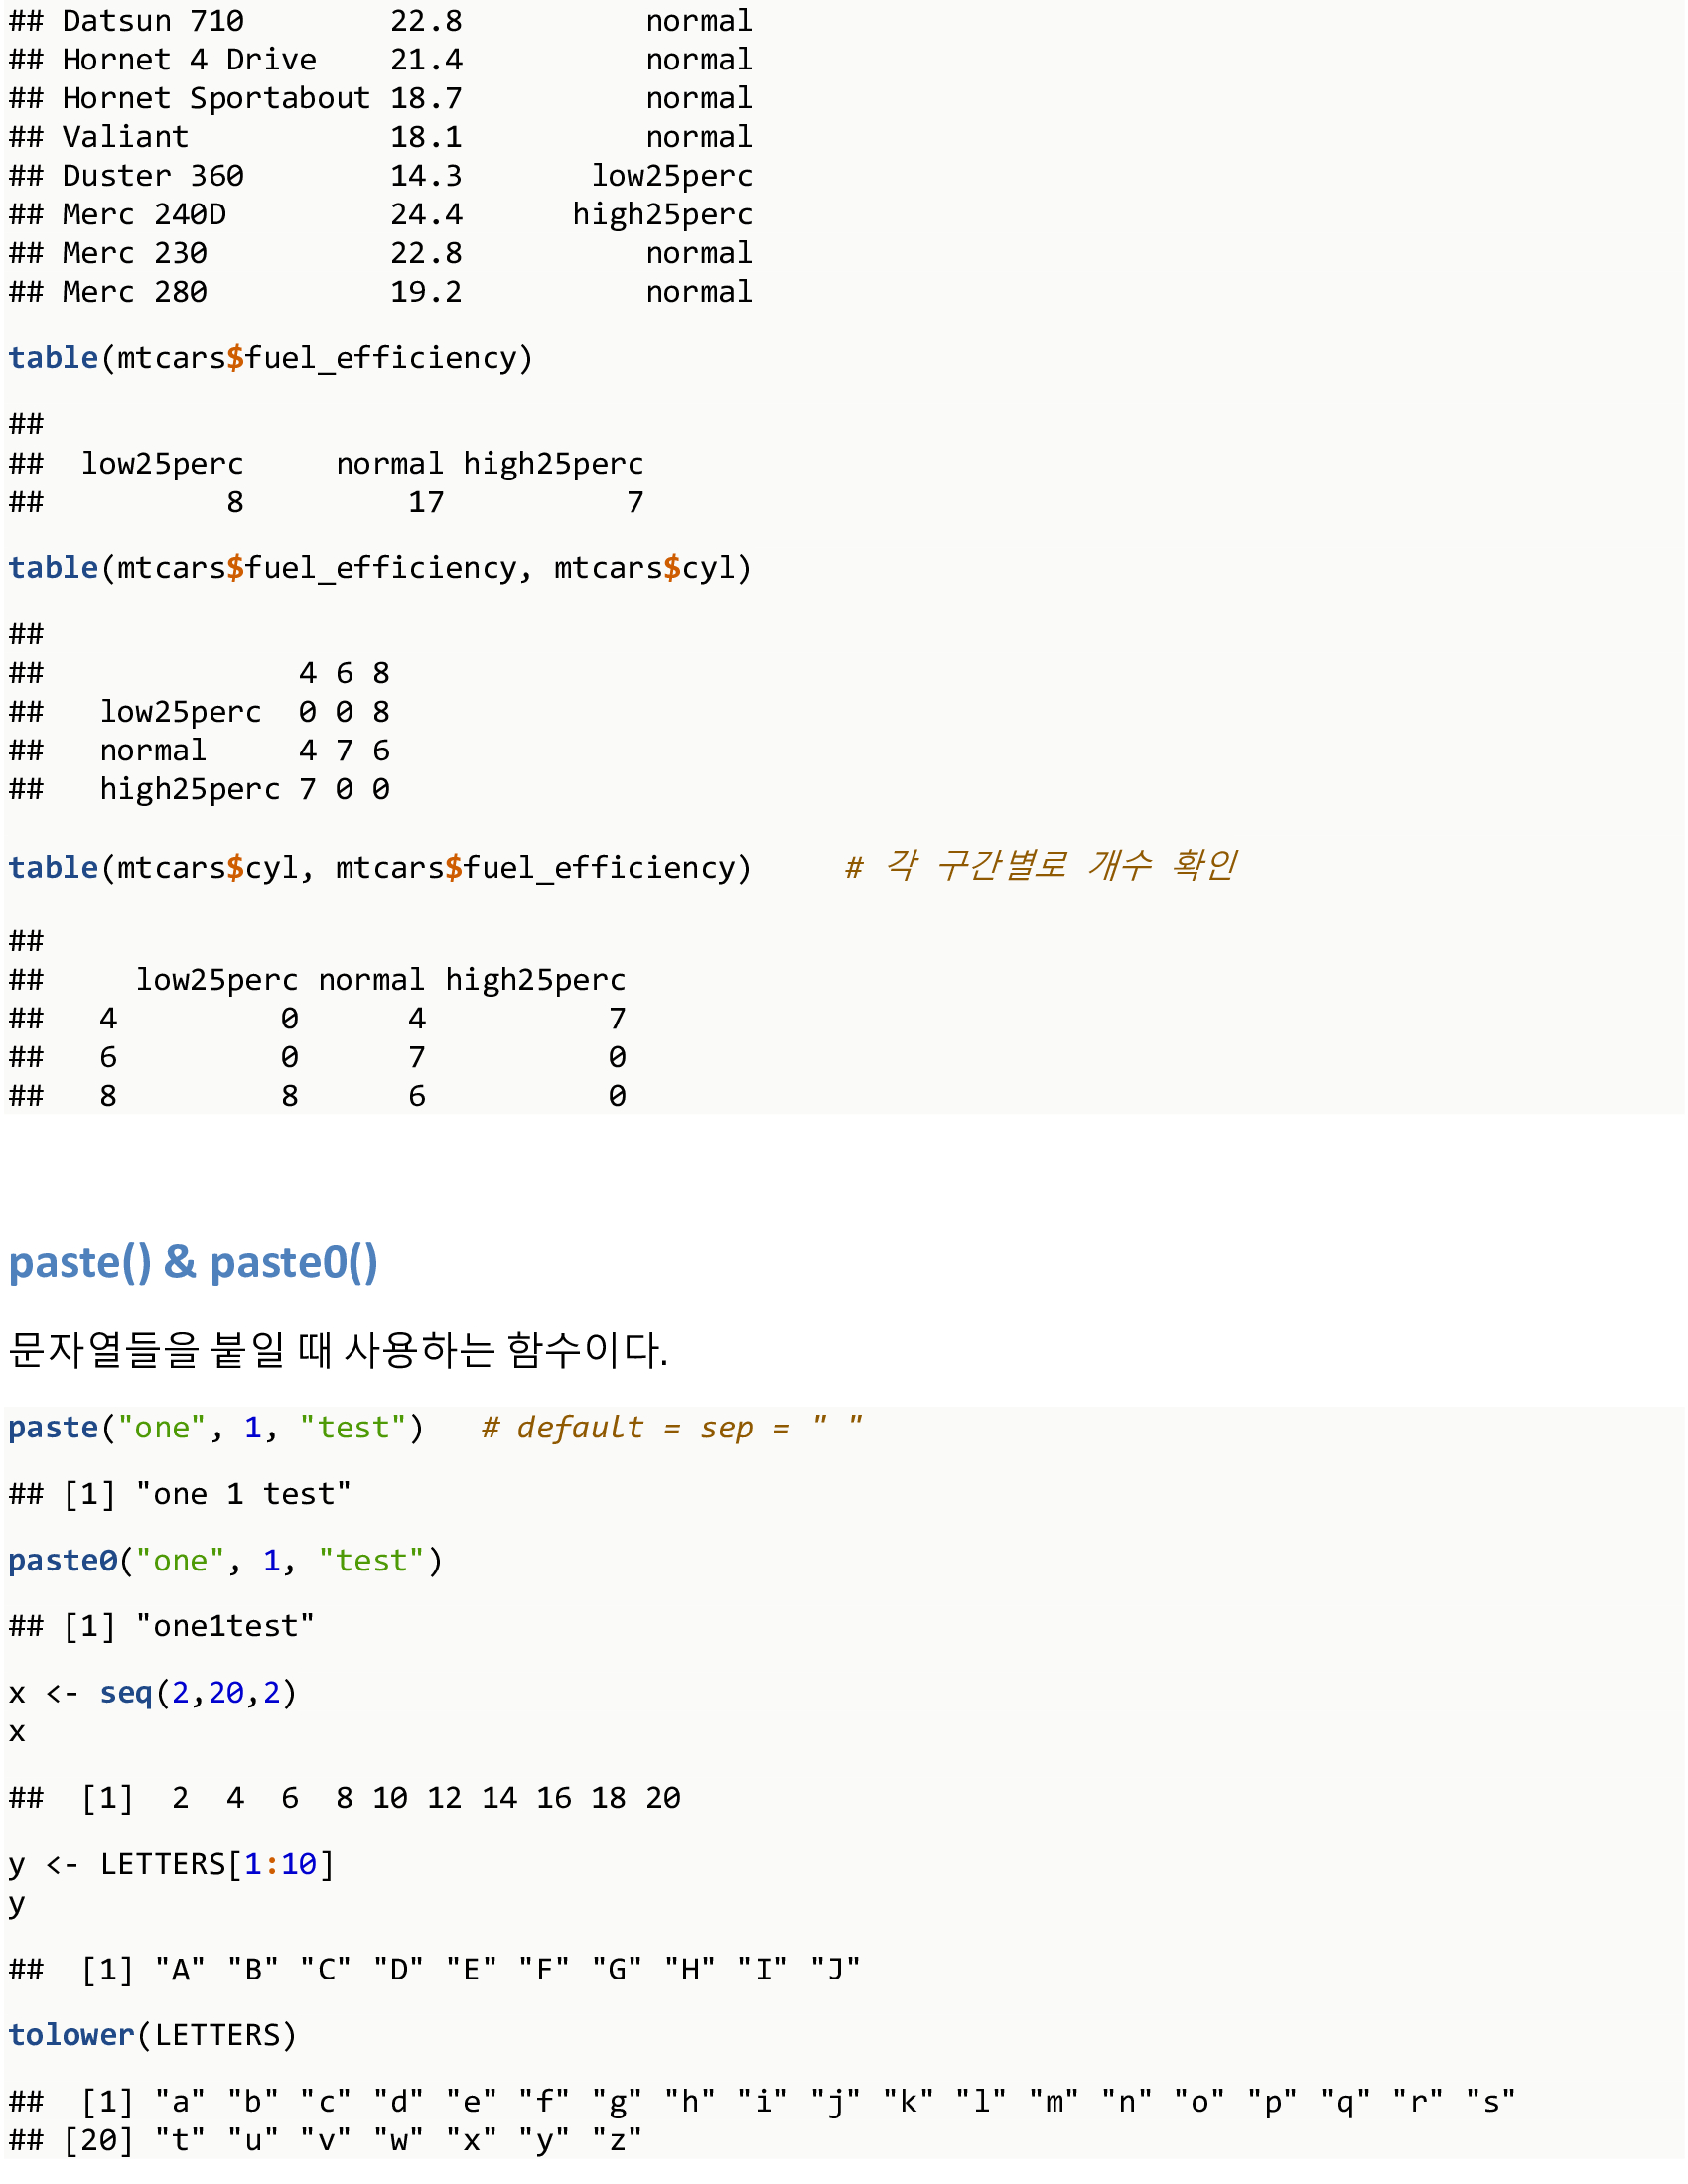 ## Datsun 710        22.8          normal
## Hornet 4 Drive    21.4          normal
## Hornet Sportabout 18.7          normal
## Valiant           18.1          normal
## Duster 360        14.3       low25perc
## Merc 240D         24.4      high25perc
## Merc 230          22.8          normal
## Merc 280          19.2          normal
table(mtcars$fuel_efficiency)
##
##  low25perc     normal high25perc
##          8         17          7
table(mtcars$fuel_efficiency, mtcars$cyl)
##
##              4 6 8
##   low25perc  0 0 8
##   normal     4 7 6
##   high25perc 7 0 0
table(mtcars$cyl, mtcars$fuel_efficiency)     # 각 구간별로 개수 확인
##
##     low25perc normal high25perc
##   4         0      4          7
##   6         0      7          0
##   8         8      6          0
paste() & paste0()
문자열들을 붙일 때 사용하는 함수이다.
paste("one", 1, "test")   # default = sep = " "
## [1] "one 1 test"
paste0("one", 1, "test")
## [1] "one1test"
x <- seq(2,20,2)
x
##  [1]  2  4  6  8 10 12 14 16 18 20
y <- LETTERS[1:10]
y
##  [1] "A" "B" "C" "D" "E" "F" "G" "H" "I" "J"
tolower(LETTERS)
##  [1] "a" "b" "c" "d" "e" "f" "g" "h" "i" "j" "k" "l" "m" "n" "o" "p" "q" "r" "s"
## [20] "t" "u" "v" "w" "x" "y" "z"